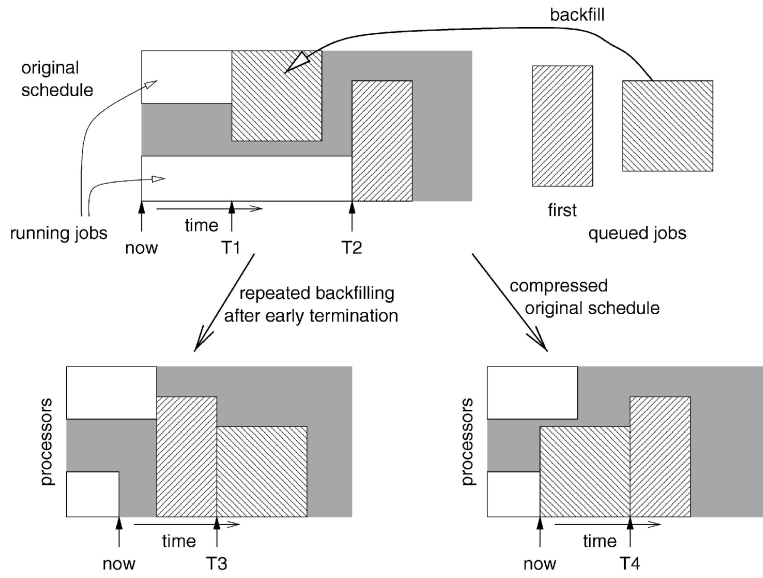 backfill
original
schedule
running jobs
now
time
T1
T2
first
queued jobs
repeated backfilling
after early termination
compressed
original schedule
processors
now
time
T3
processors
now
time
T4